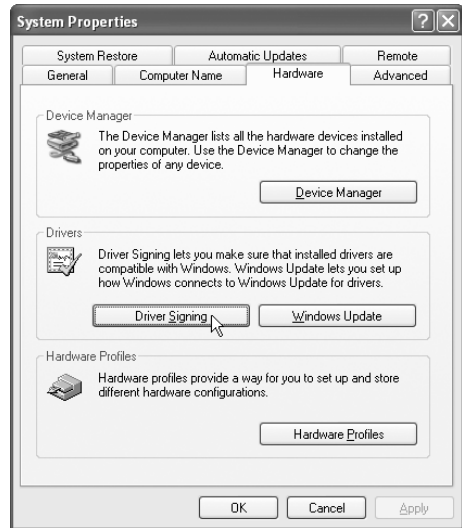 System Properties
System Restore Automatic Updates Remote
General Computer Name Hardware Advanced
Device Manager
The Device Manager lists all the hardware devices installed
on your computer. Use the Device Manager to change the
properties of any device.
Device Manager
Drivers
Driver Signing lets you make sure that installed drivers are
compatible with Windows. Windows Update lets you set up
how Windows connects to Windows Update for drivers.
Driver Signing Windows Update
Hardware Profiles
Hardware profiles provide a way for you to set up and store
different hardware configurations.
Hardware Profiles
OK Cancel Apply